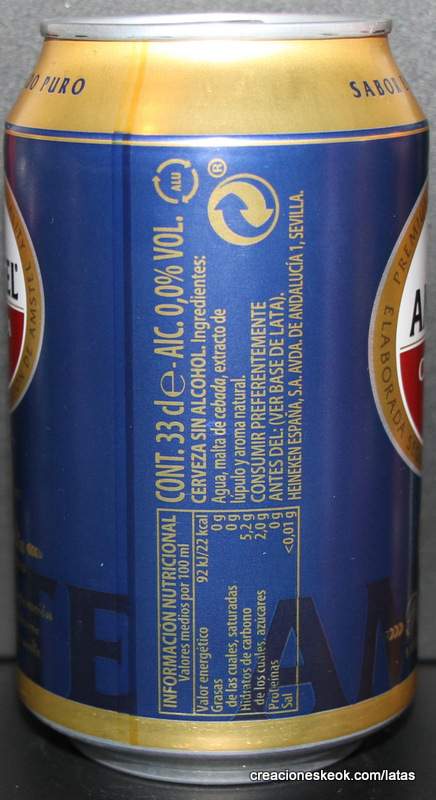 DO PURO
SABOR
CONT. 33 cl e - AlC. 0,0% VOL.
ALU
®
CERVEZA SIN ALCOHOL. Ingredientes:
Agua, malta de cebada, extracto de
lúpulo y aroma natural.
CONSUMIR PREFERENTEMENTE
ANTES DEL: (VER BASE DE LATA).
HEINEKEN ESPAÑA, S.A. AVDA. DE ANDALUCÍA 1, SEVILLA.
INFORMACIÓN NUTRICIONAL
Valores medios por 100 ml
Valor energético 92 kJ/22 kcal
Grasas 0 g
de las cuales, saturadas 0 g
Hidratos de carbono 5,2 g
de los cuales, azúcares 2,0 g
Proteínas 0 g
Sal <0,01 g
ELABORADA
creacioneskeok.com/latas